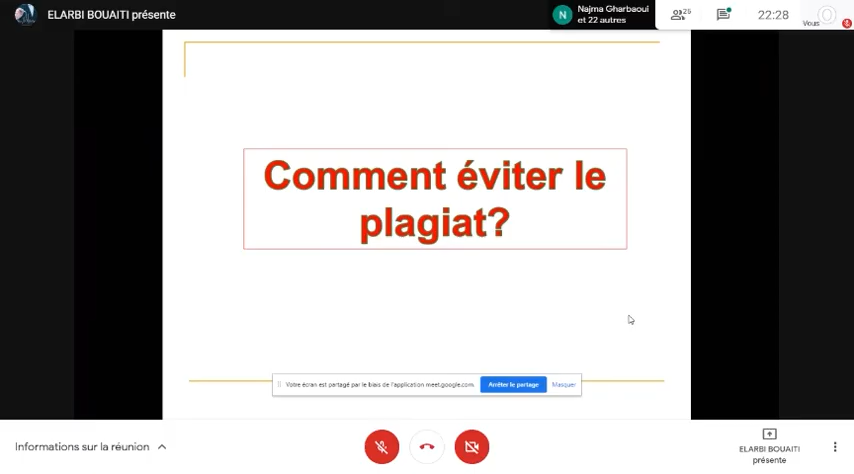 ELARBI BOUAITI présente
N
Najma Gharbaoui
et 22 autres
25
22:28
Vous
Comment éviter le
plagiat?
Votre écran est partagé par le biais de l'application meet.google.com.
Arrêter le partage
Masquer
Informations sur la réunion
ELARBI BOUAITI
présente